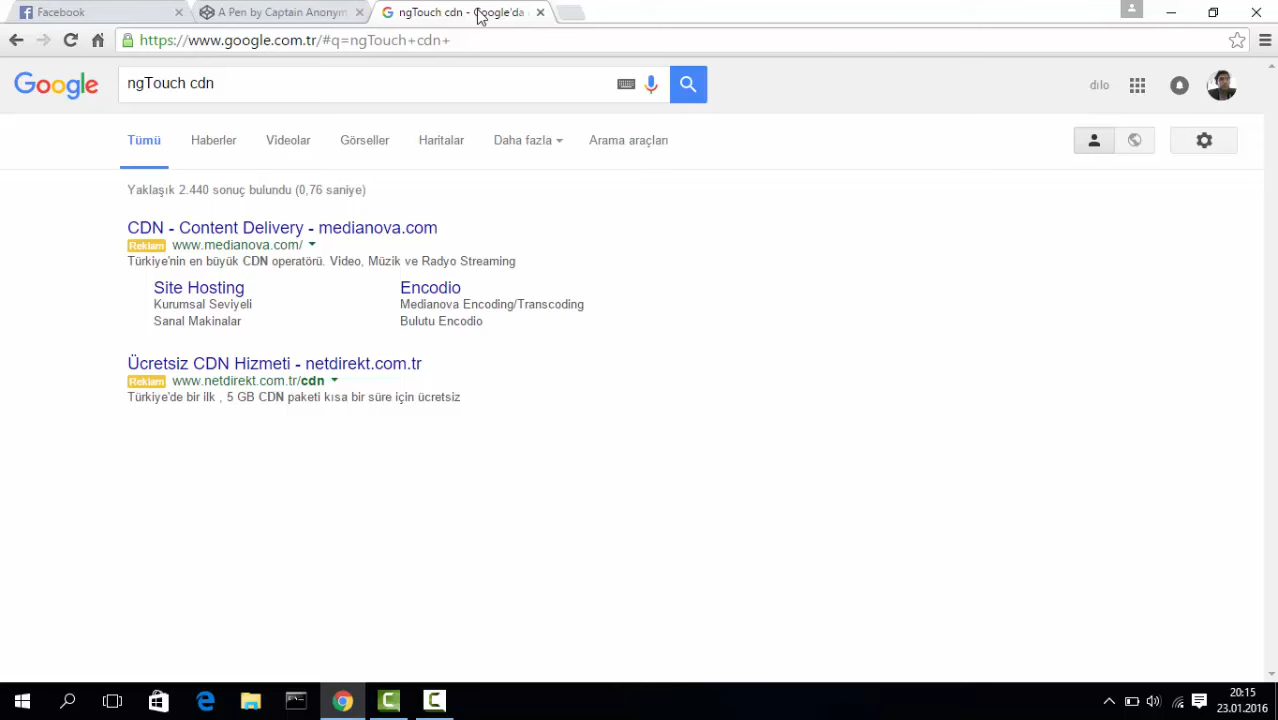 Facebook
A Pen by Captain Anonym
ngTouch cdn - Google'da
https://www.google.com.tr/#q=ngTouch+cdn+
Google
ngTouch cdn
dılo
Tümü
Haberler
Videolar
Görseller
Haritalar
Daha fazla
Arama araçları
Yaklaşık 2.440 sonuç bulundu (0,76 saniye)
CDN - Content Delivery - medianova.com
Reklam www.medianova.com/
Türkiye'nin en büyük CDN operatörü. Video, Müzik ve Radyo Streaming
Site Hosting
Kurumsal Seviyeli
Sanal Makinalar
Encodio
Medianova Encoding/Transcoding
Bulutu Encodio
Ücretsiz CDN Hizmeti - netdirekt.com.tr
Reklam www.netdirekt.com.tr/cdn
Türkiye'de bir ilk , 5 GB CDN paketi kısa bir süre için ücretsiz
20:15
23.01.2016